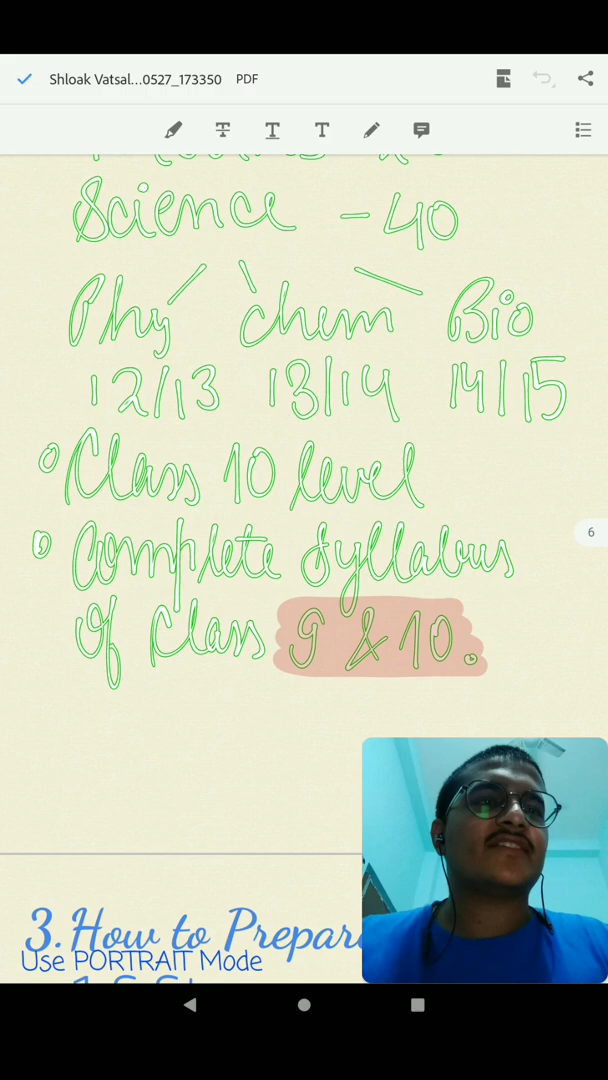 Shloak Vatsal...0527_173350 PDF
Science - 40
Phy Chem Bio
12/13 13/14 14/15
Class 10 level
Complete Syllabus
6
of Class 9 & 10.
3. How to Prepar
Use PORTRAIT Mode